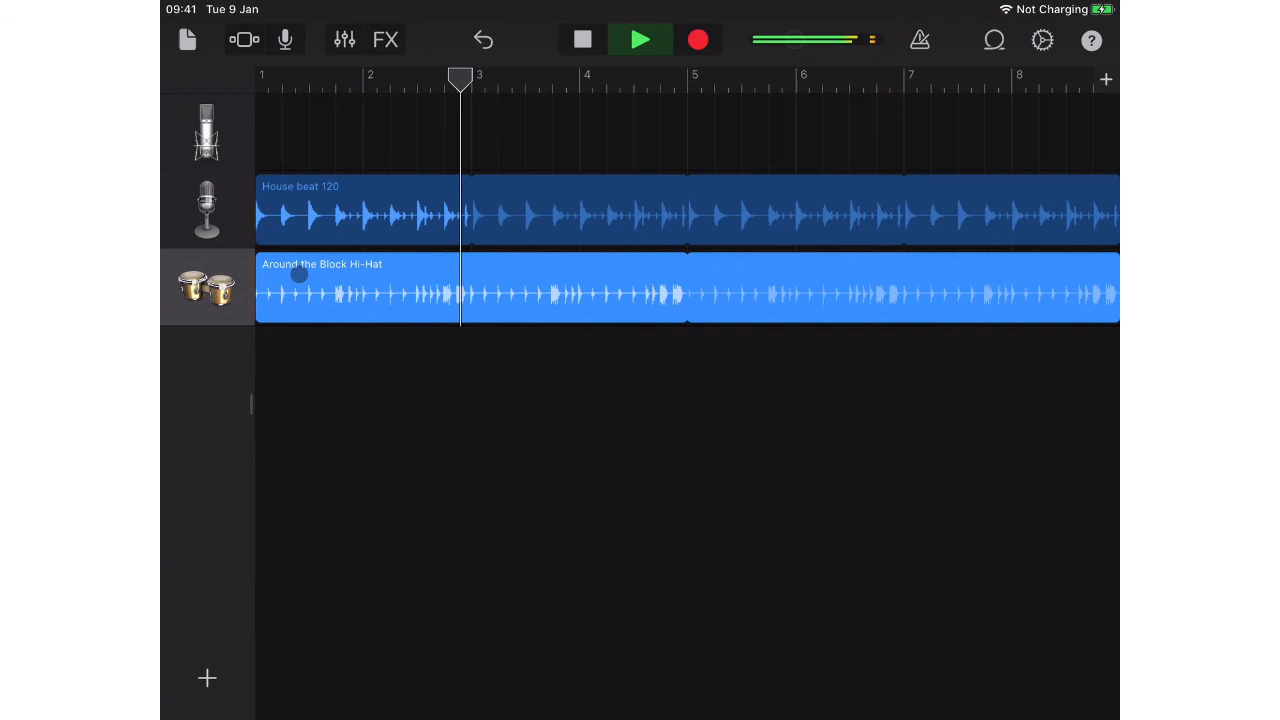 09:41 Tue 9 Jan
Not Charging
FX
?
1 2 3 4 5 6 7 8 +
House beat 120
Around the Block Hi-Hat
+